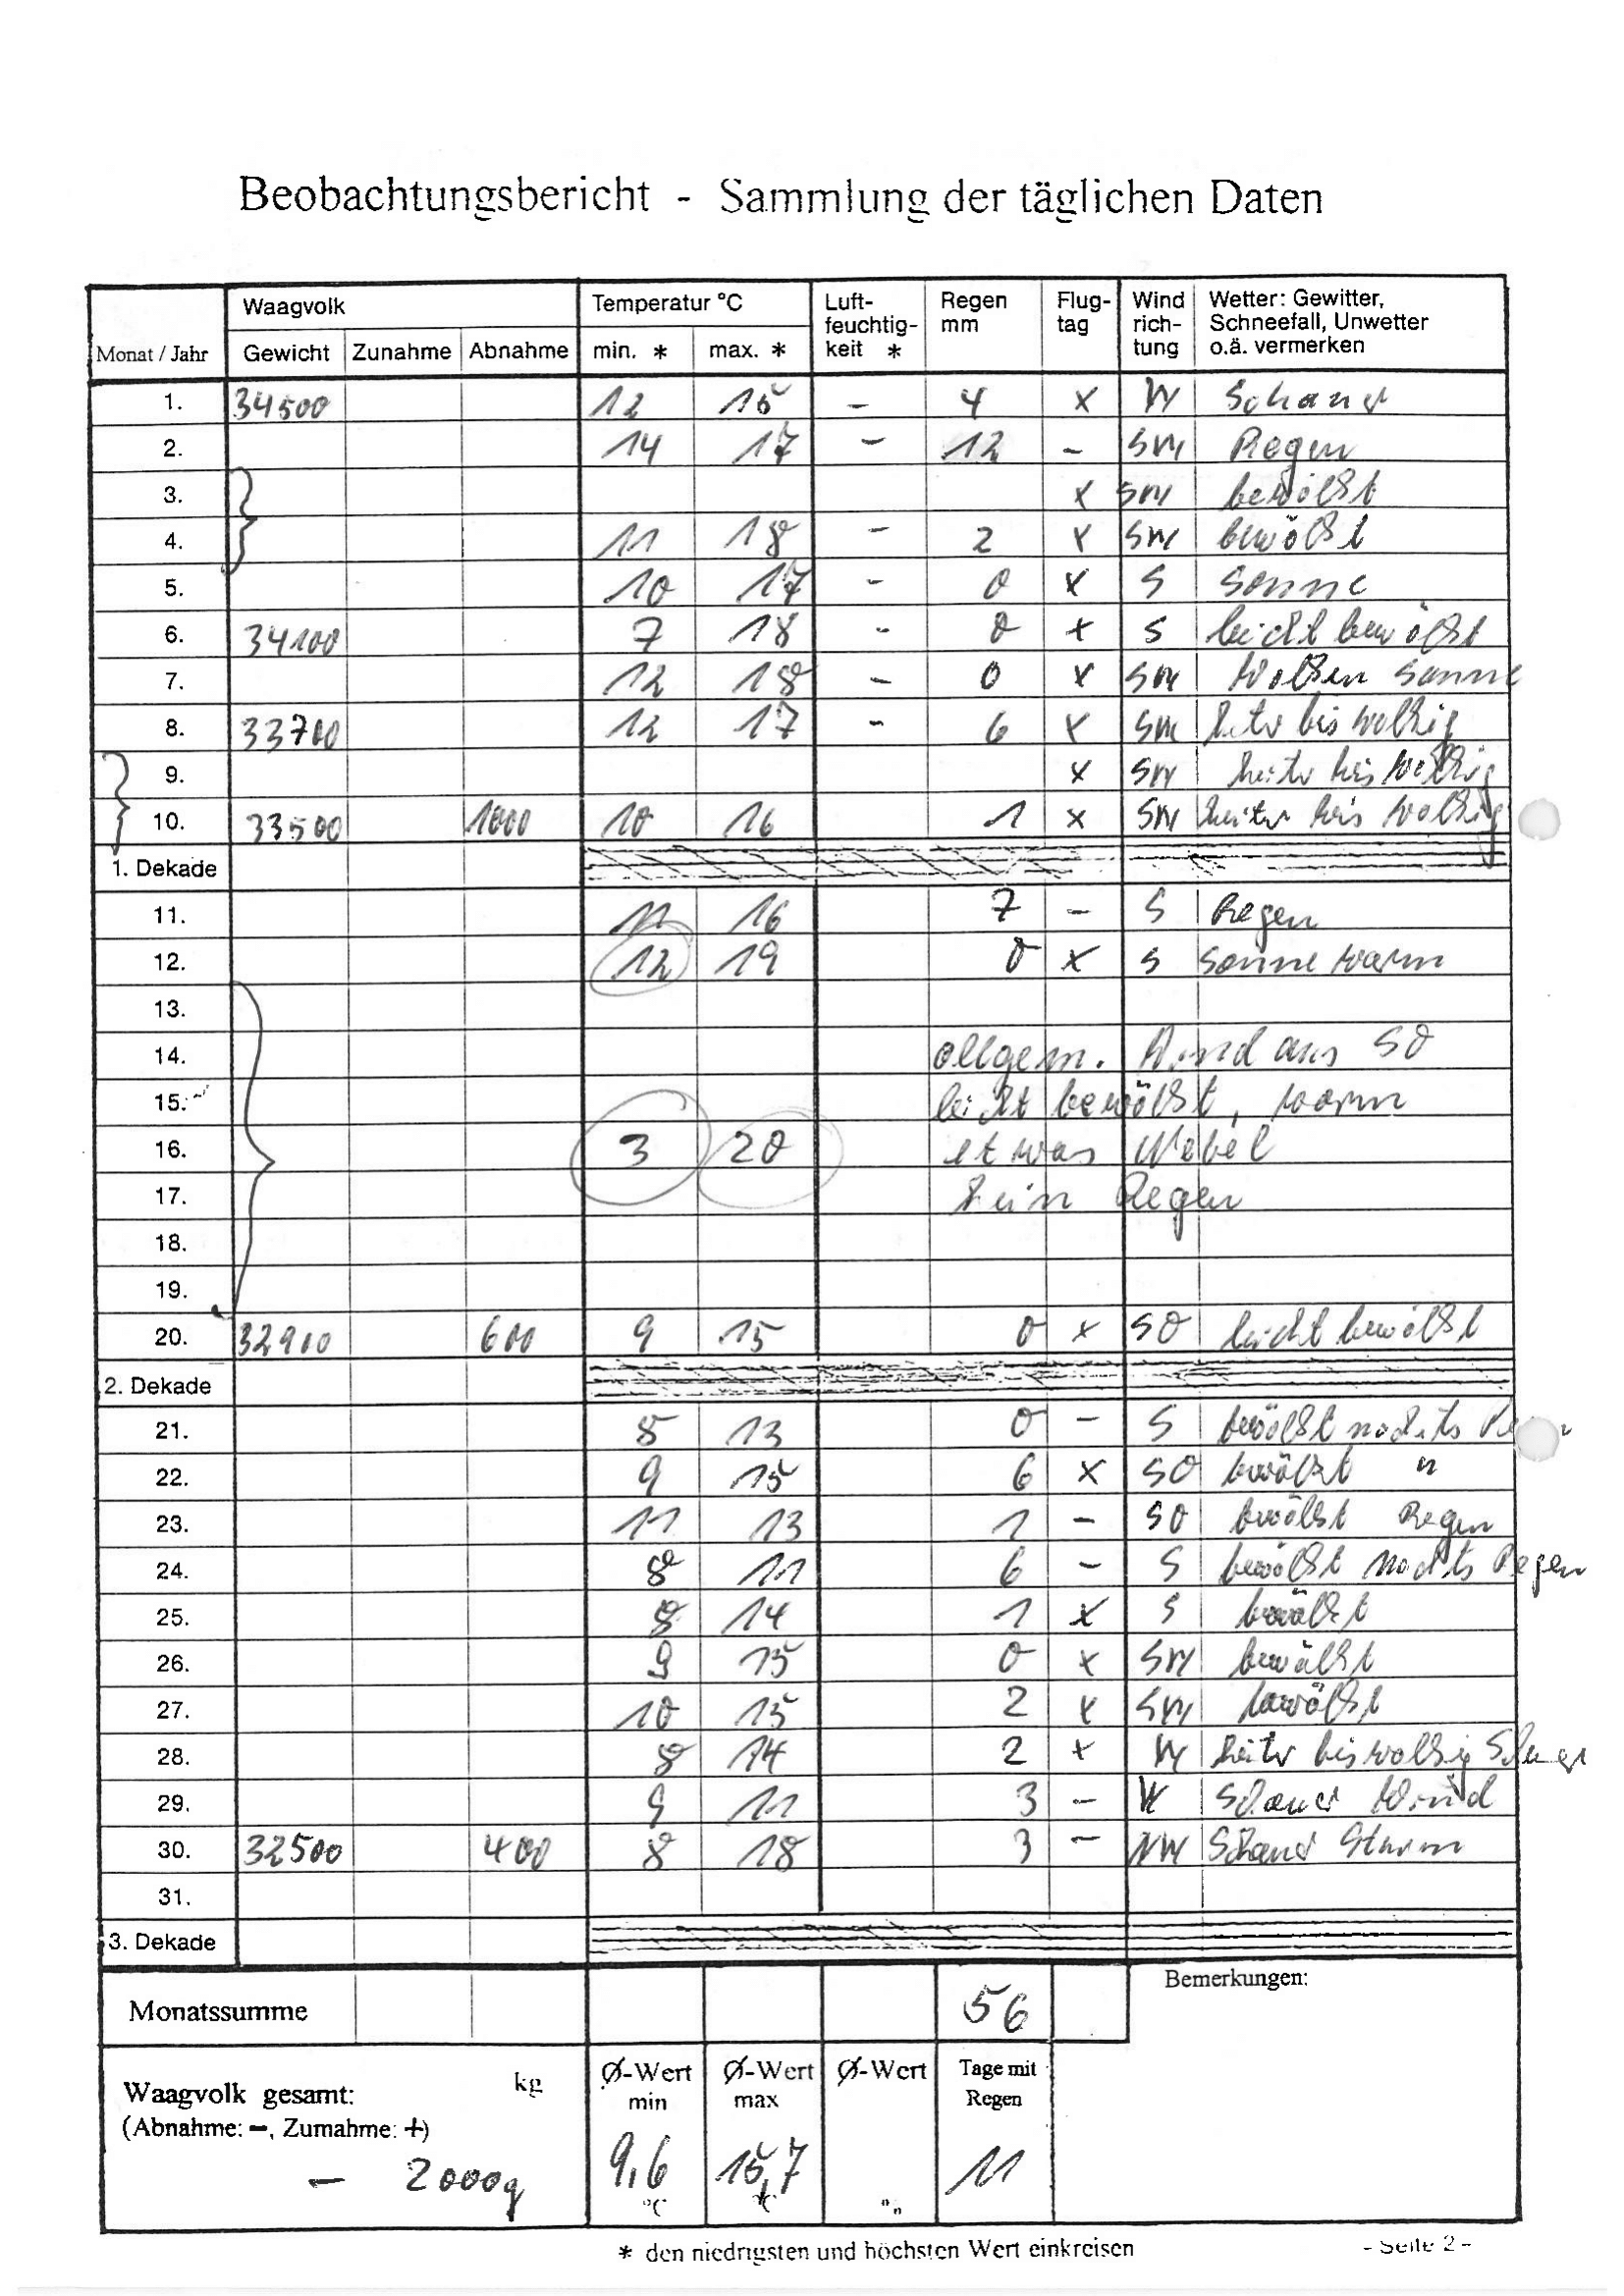 Beobachtungsbericht - Sammlung der täglichen Daten
Monat / Jahr Waagvolk Temperatur °C Luft-feuchtig-keit * Regen mm Flug-tag Wind rich-tung Wetter: Gewitter, Schneefall, Unwetter o.ä. vermerken
Gewicht Zunahme Abnahme min. * max. *
1. 34500 12 15 - 4 x W Schauer
2. 14 17 - 12 - SW Regen
3. x SW bewölkt
4. 11 18 - 2 x SW bewölkt
5. 10 17 - 0 x S Sonne
6. 34100 7 18 - 0 x S leicht bewölkt
7. 12 18 - 0 x SW Wolken Sonne
8. 33700 12 17 - 6 x SW heiter bis wolkig
9. x SW heiter bis wolkig
10. 33500 1000 10 16 1 x SW heiter bis wolkig
1. Dekade
11. 11 16 7 - S Regen
12. 12 19 0 x S Sonne warm
13.
14. allgem. Wind aus SO
15. leicht bewölkt, warm
16. 3 20 etwas Nebel
17. kein Regen
18.
19.
20. 32900 600 9 15 0 x SO leicht bewölkt
2. Dekade
21. 8 13 0 - S bewölkt nachts
22. 9 15 6 x SO bewölkt "
23. 11 13 1 - SO bewölkt Regen
24. 8 11 6 - S bewölkt nachts Regen
25. 8 14 1 x S bewölkt
26. 9 15 0 x SW bewölkt
27. 10 15 2 x SW bewölkt
28. 8 14 2 x W heiter bis wolkig Schauer
29. 9 11 3 - W Schauer Wind
30. 32500 400 8 18 3 - NW Schauer Sturm
31.
3. Dekade
Monatssumme 56 Bemerkungen:
Waagvolk gesamt: kg Ø-Wert min Ø-Wert max Ø-Wert Tage mit Regen
(Abnahme: -, Zumahme: +)
- 2000g 9,6 °C 15,7 °C 11
* den niedrigsten und höchsten Wert einkreisen
- Seite 2 -